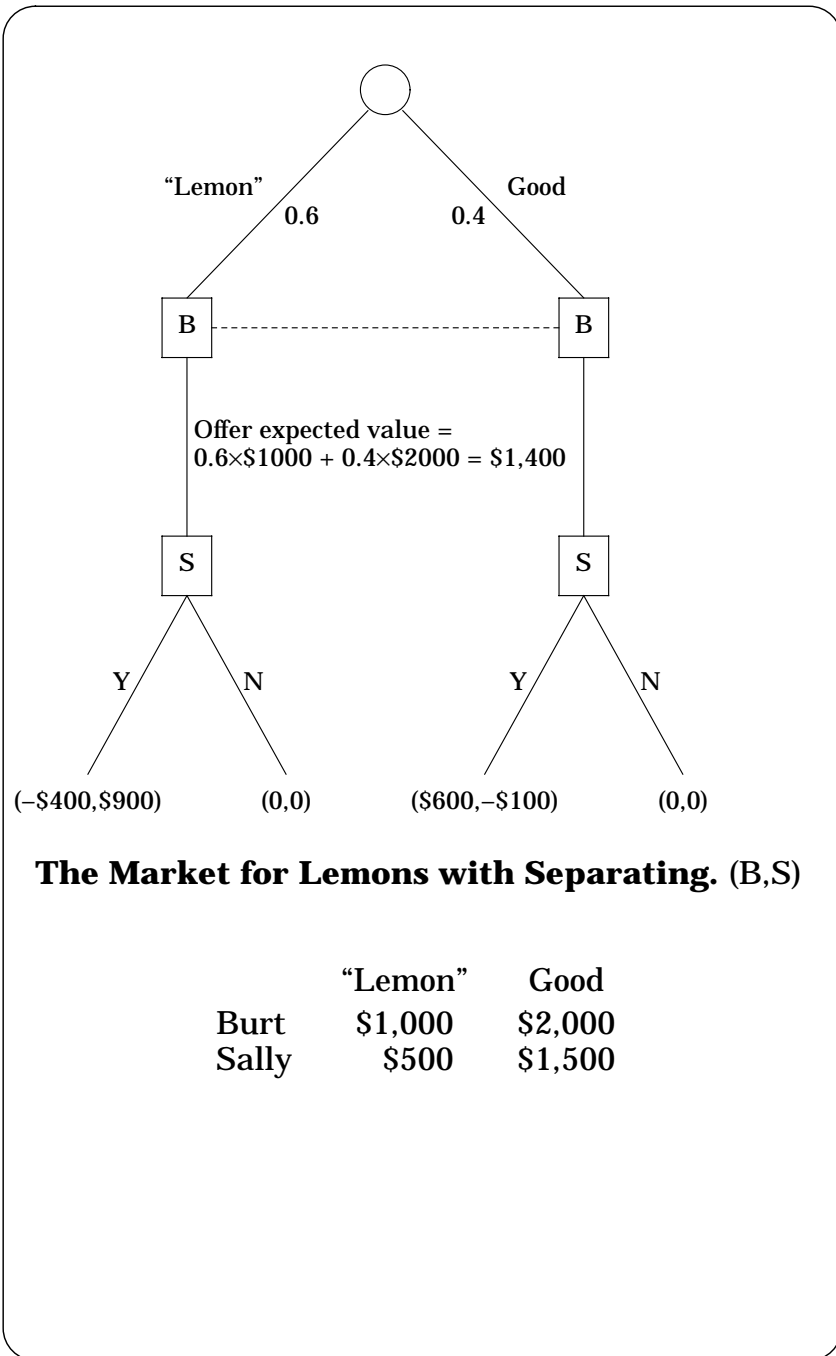 “Lemon” Good
0.6 0.4
B B
Offer expected value =
0.6×$1000 + 0.4×$2000 = $1,400
S S
Y N Y N
(–$400,$900) (0,0) ($600,–$100) (0,0)
The Market for Lemons with Separating. (B,S)
“Lemon” Good
Burt $1,000 $2,000
Sally $500 $1,500